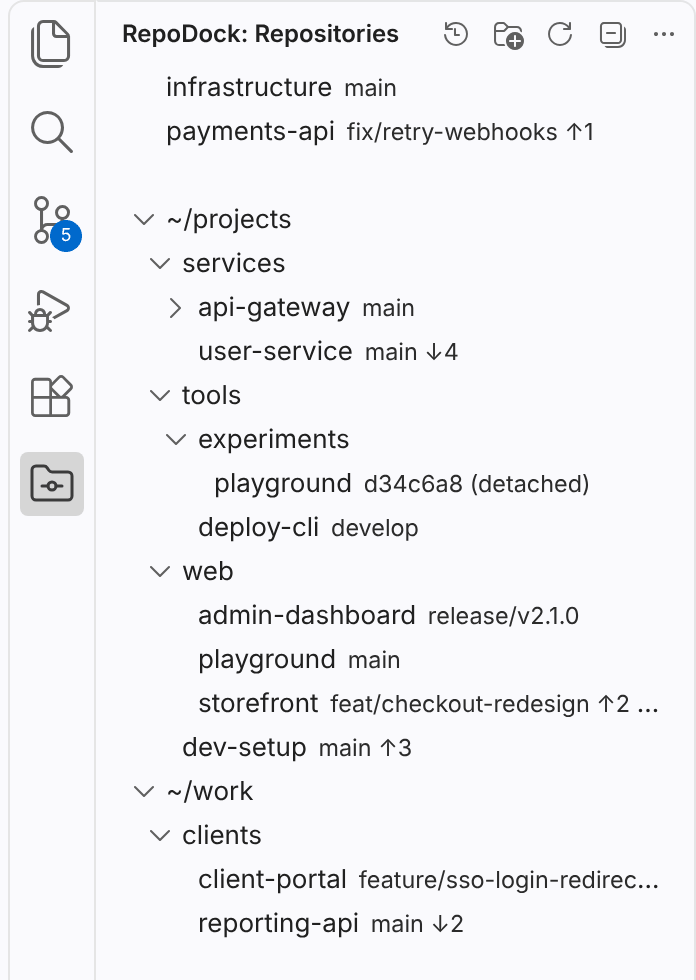 RepoDock: Repositories
infrastructure main
payments-api fix/retry-webhooks ↑1
~/projects
services
5
api-gateway main
user-service main ↓4
tools
experiments
playground d34c6a8 (detached)
deploy-cli develop
web
admin-dashboard release/v2.1.0
playground main
storefront feat/checkout-redesign ↑2 ...
dev-setup main ↑3
~/work
clients
client-portal feature/sso-login-redirec...
reporting-api main ↓2